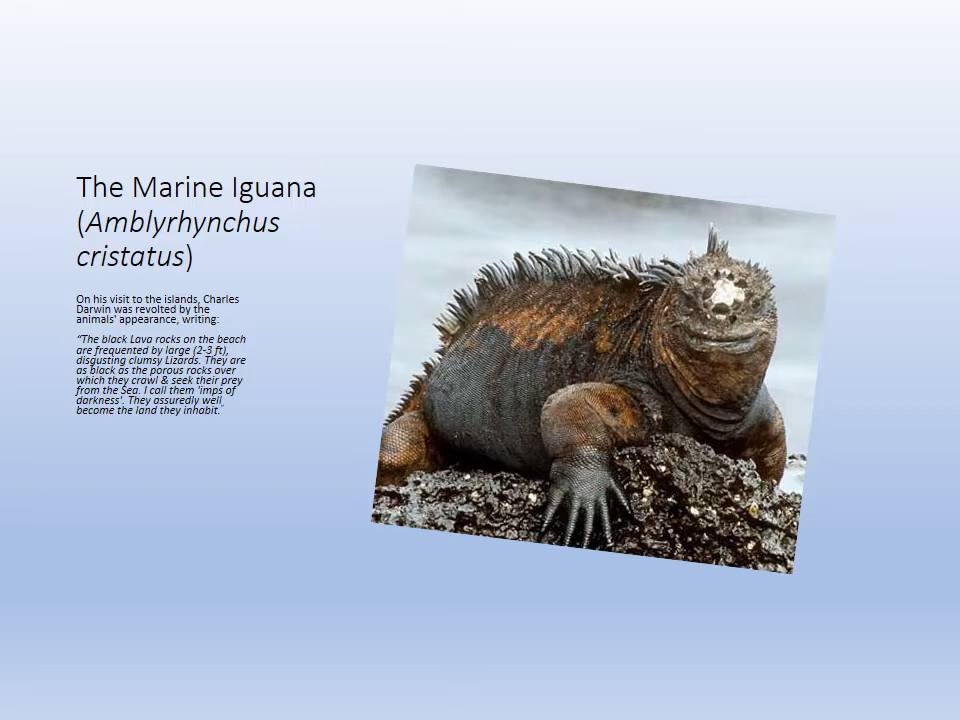 The Marine Iguana
(Amblyrhynchus
cristatus)
On his visit to the islands, Charles
Darwin was revolted by the
animals' appearance, writing:
“The black Lava rocks on the beach
are frequented by large (2-3 ft),
disgusting clumsy Lizards. They are
as black as the porous rocks over
which they crawl & seek their prey
from the Sea. I call them 'imps of
darkness'. They assuredly well
become the land they inhabit.”